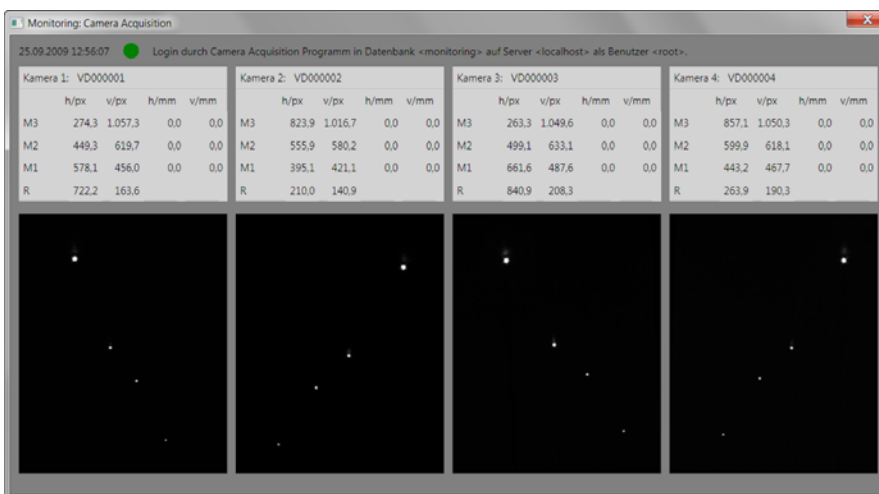 Monitoring: Camera Acquisition
25.09.2009 12:56:07 Login durch Camera Acquisition Programm in Datenbank <monitoring> auf Server <localhost> als Benutzer <root>.
Kamera 1: VD000001
h/px v/px h/mm v/mm
M3 274,3 1.057,3 0,0 0,0
M2 449,3 619,7 0,0 0,0
M1 578,1 456,0 0,0 0,0
R 722,2 163,6
Kamera 2: VD000002
h/px v/px h/mm v/mm
M3 823,9 1.016,7 0,0 0,0
M2 555,9 580,2 0,0 0,0
M1 395,1 421,1 0,0 0,0
R 210,0 140,9
Kamera 3: VD000003
h/px v/px h/mm v/mm
M3 263,3 1.049,6 0,0 0,0
M2 499,1 633,1 0,0 0,0
M1 661,6 487,6 0,0 0,0
R 840,9 208,3
Kamera 4: VD000004
h/px v/px h/mm v/mm
M3 857,1 1.050,3 0,0 0,0
M2 599,9 618,1 0,0 0,0
M1 443,2 467,7 0,0 0,0
R 263,9 190,3